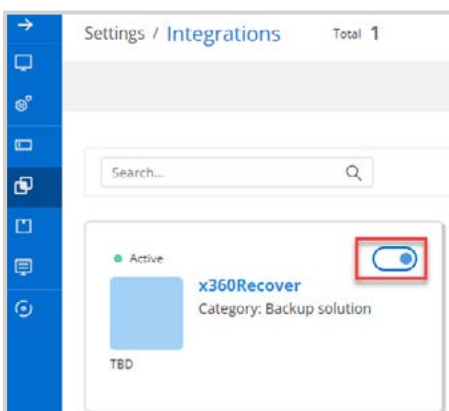 Settings / Integrations Total 1
Search...
Active
x360Recover
Category: Backup solution
TBD